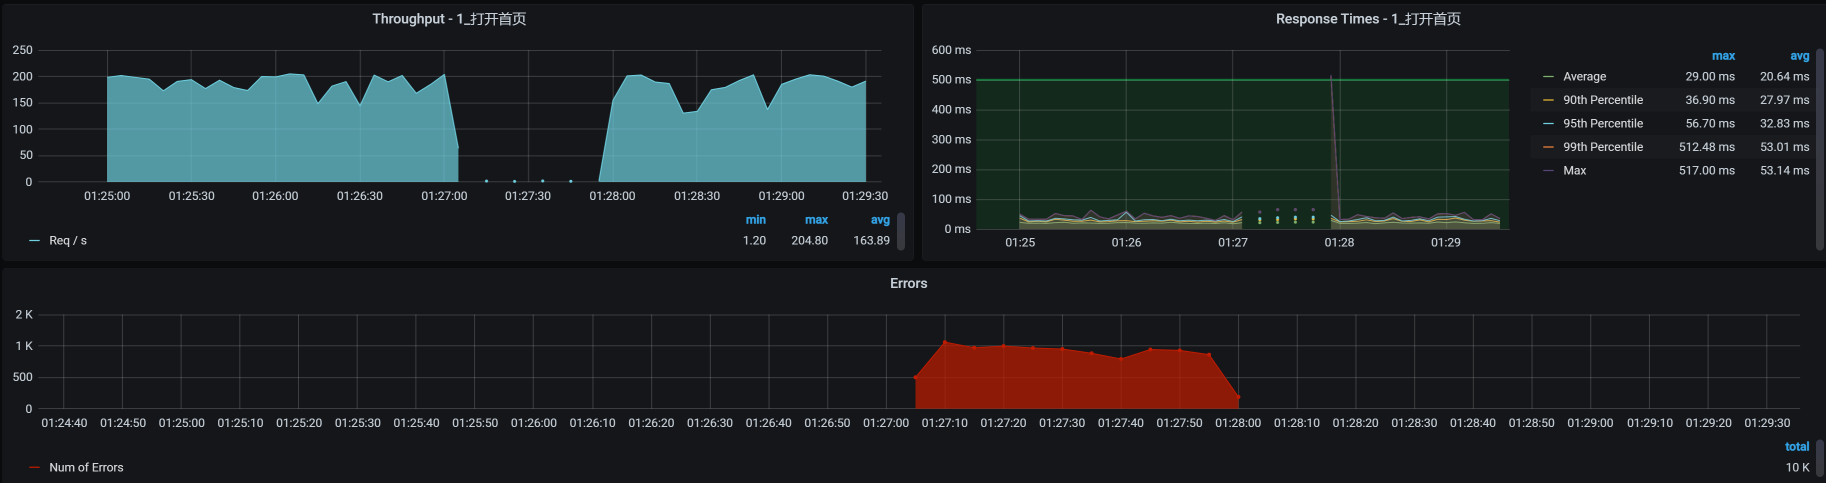 Throughput - 1_打开首页
250
200
150
100
50
0
01:25:00 01:25:30 01:26:00 01:26:30 01:27:00 01:27:30 01:28:00 01:28:30 01:29:00 01:29:30
min max avg
Req / s 1.20 204.80 163.89
Response Times - 1_打开首页
600 ms
500 ms
400 ms
300 ms
200 ms
100 ms
0 ms
01:25 01:26 01:27 01:28 01:29
max avg
Average 29.00 ms 20.64 ms
90th Percentile 36.90 ms 27.97 ms
95th Percentile 56.70 ms 32.83 ms
99th Percentile 512.48 ms 53.01 ms
Max 517.00 ms 53.14 ms
Errors
2 K
1 K
500
0
01:24:40 01:24:50 01:25:00 01:25:10 01:25:20 01:25:30 01:25:40 01:25:50 01:26:00 01:26:10 01:26:20 01:26:30 01:26:40 01:26:50 01:27:00 01:27:10 01:27:20 01:27:30 01:27:40 01:27:50 01:28:00 01:28:10 01:28:20 01:28:30 01:28:40 01:28:50 01:29:00 01:29:10 01:29:20 01:29:30
total
Num of Errors 10 K